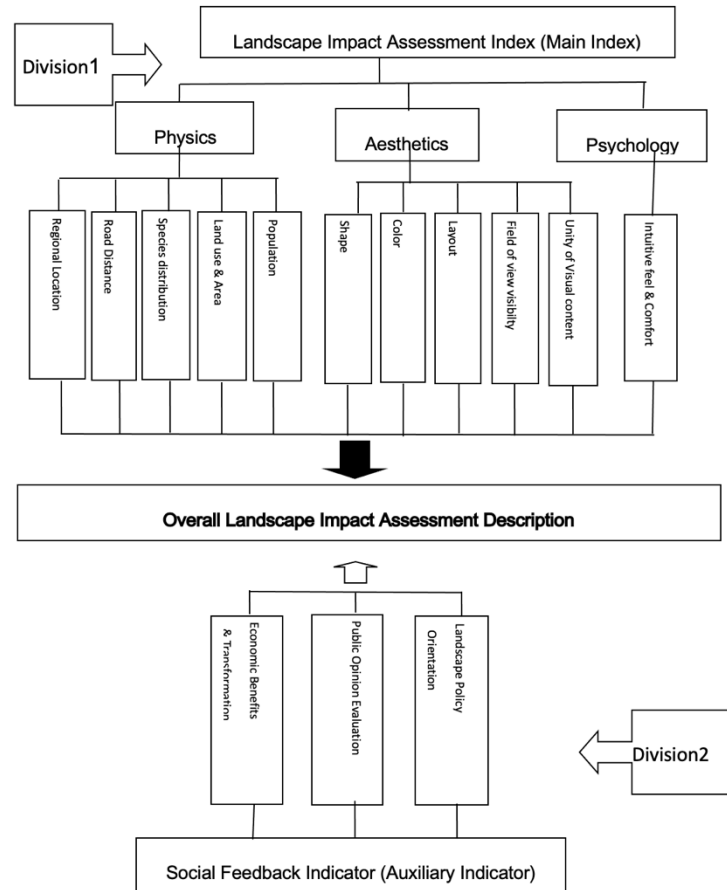 Landscape Impact Assessment Index (Main Index)
Division1
Physics
Aesthetics
Psychology
Regional Location
Road Distance
Species distribution
Land use & Area
Population
Shape
Color
Layout
Field of view visibilty
Unity of Visual content
Intuitive feel & Comfort
Overall Landscape Impact Assessment Description
Economic Benefits
& Transformation
Public Opinion Evaluation
Landscape Policy
Orientation
Division2
Social Feedback Indicator (Auxiliary Indicator)